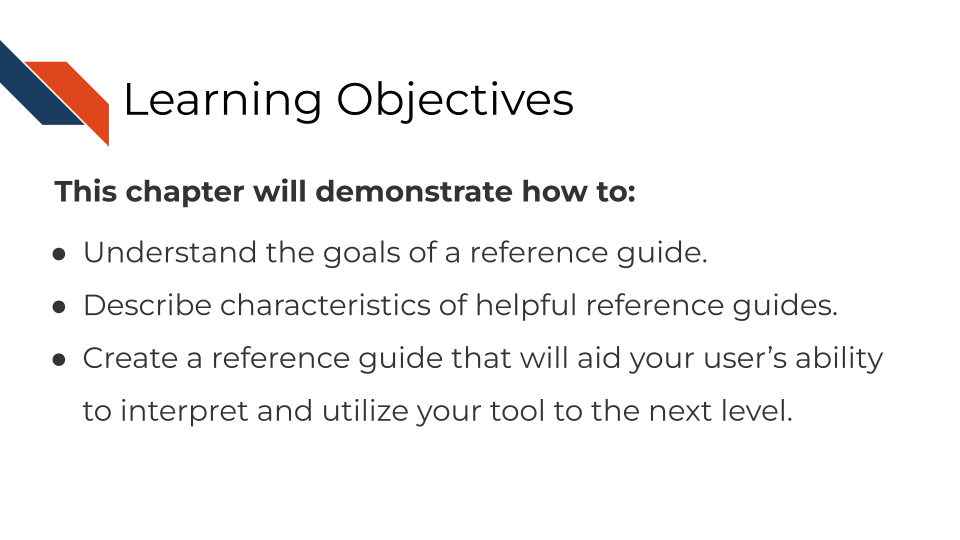 Learning Objectives
This chapter will demonstrate how to:
● Understand the goals of a reference guide.
● Describe characteristics of helpful reference guides.
● Create a reference guide that will aid your user’s ability
to interpret and utilize your tool to the next level.